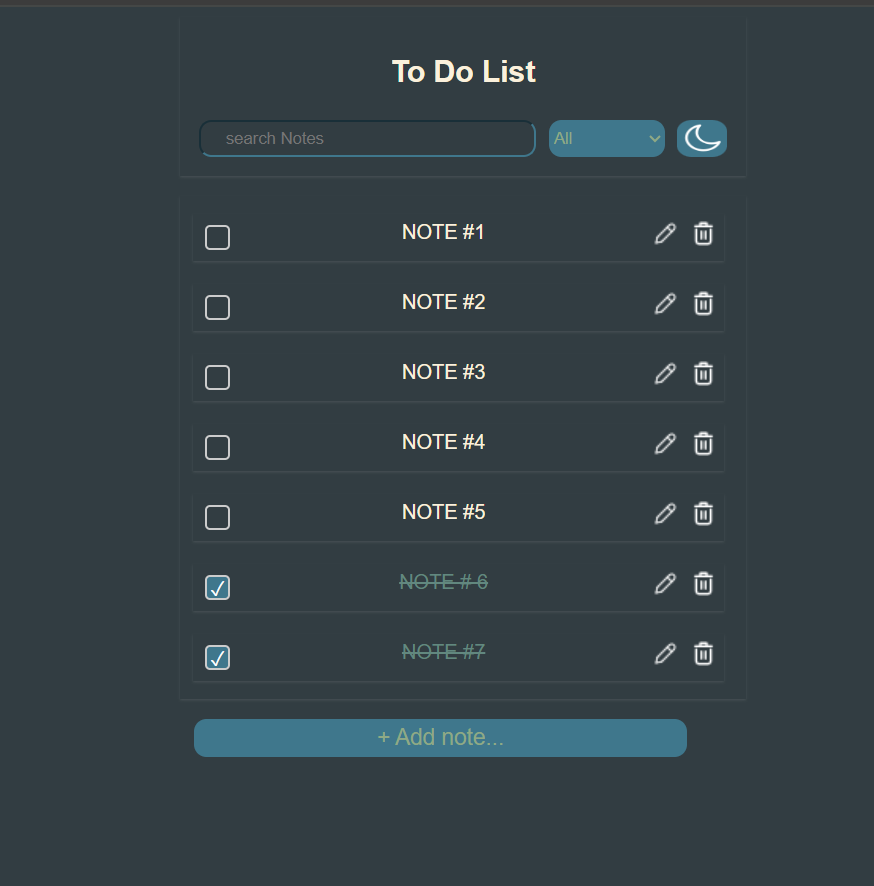 To Do List
search Notes
All
NOTE #1
NOTE #2
NOTE #3
NOTE #4
NOTE #5
NOTE # 6
NOTE #7
+ Add note...